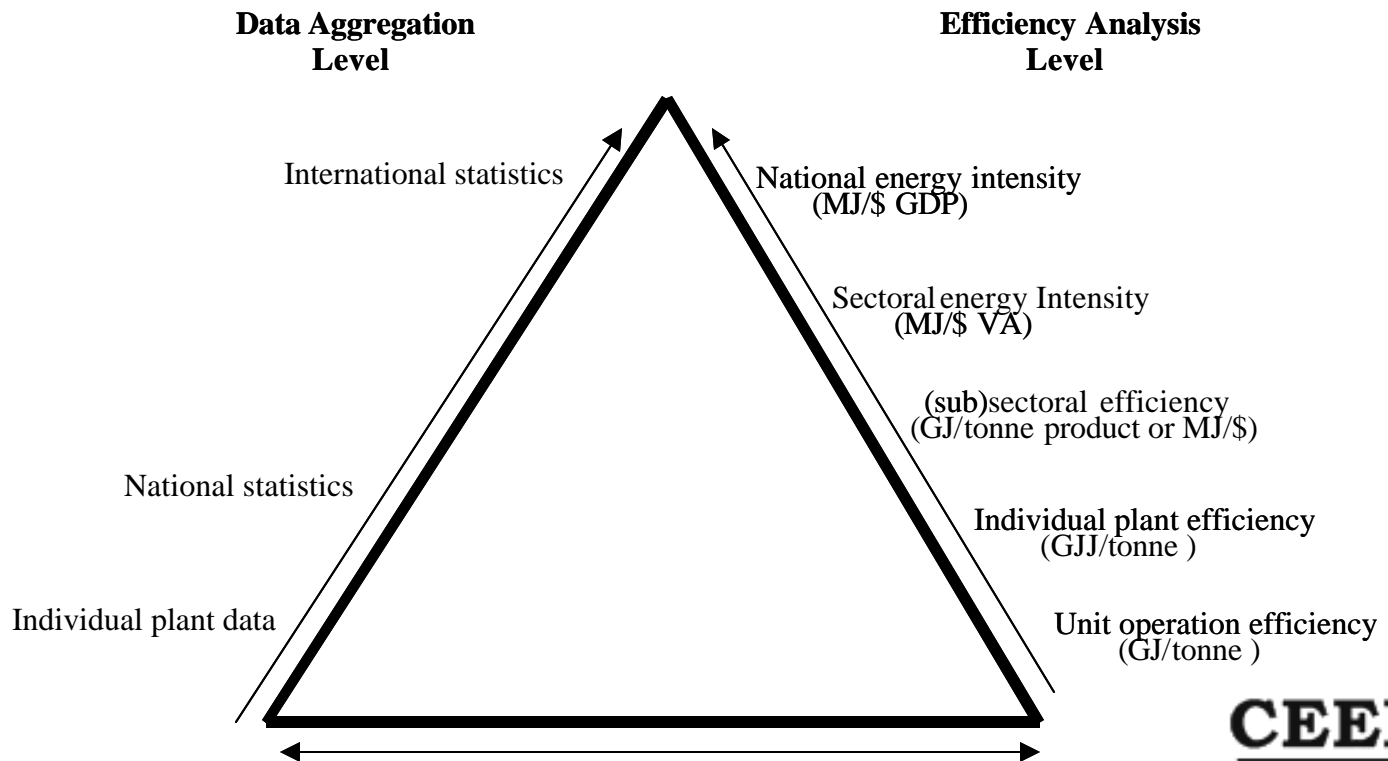 Data Aggregation
Level
Efficiency Analysis
Level
International statistics
National energy intensity
(MJ/$ GDP)
Sectoral energy Intensity
(MJ/$ VA)
(sub)sectoral efficiency
(GJ/tonne product or MJ/$)
National statistics
Individual plant efficiency
(GJJ/tonne )
Individual plant data
Unit operation efficiency
(GJ/tonne )